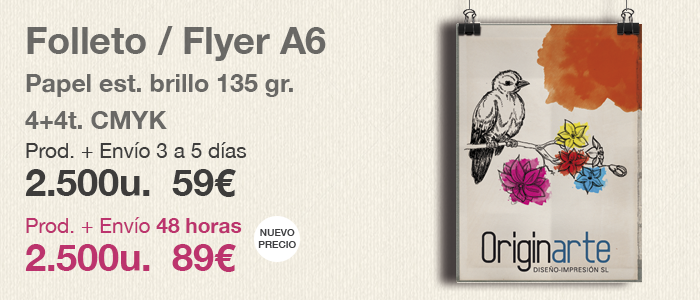 Folleto / Flyer A6
Papel est. brillo 135 gr.
4+4t. CMYK
Prod. + Envío 3 a 5 días
2.500u. 59€
Prod. + Envío 48 horas
2.500u. 89€
NUEVO
PRECIO
Originarte
DISEÑO-IMPRESIÓN SL